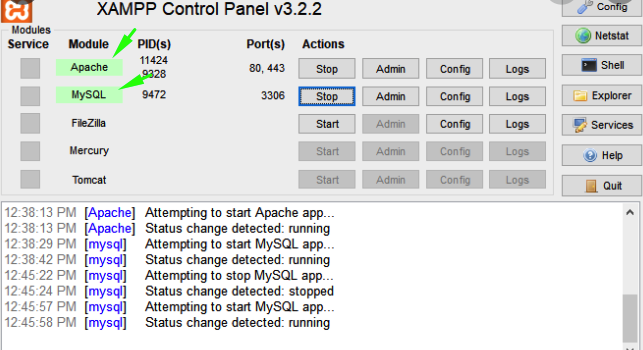 XAMPP Control Panel v3.2.2
Config
Modules
Service Module PID(s) Port(s) Actions
Netstat
Apache 11424 9328 80, 443 Stop Admin Config Logs
Shell
MySQL 9472 3306 Stop Admin Config Logs
Explorer
FileZilla Start Admin Config Logs
Services
Mercury Start Admin Config Logs
Help
Tomcat Start Admin Config Logs
Quit
12:38:13 PM [Apache] Attempting to start Apache app...
12:38:13 PM [Apache] Status change detected: running
12:38:29 PM [mysql] Attempting to start MySQL app...
12:38:42 PM [mysql] Status change detected: running
12:45:22 PM [mysql] Attempting to stop MySQL app...
12:45:24 PM [mysql] Status change detected: stopped
12:45:57 PM [mysql] Attempting to start MySQL app...
12:45:58 PM [mysql] Status change detected: running